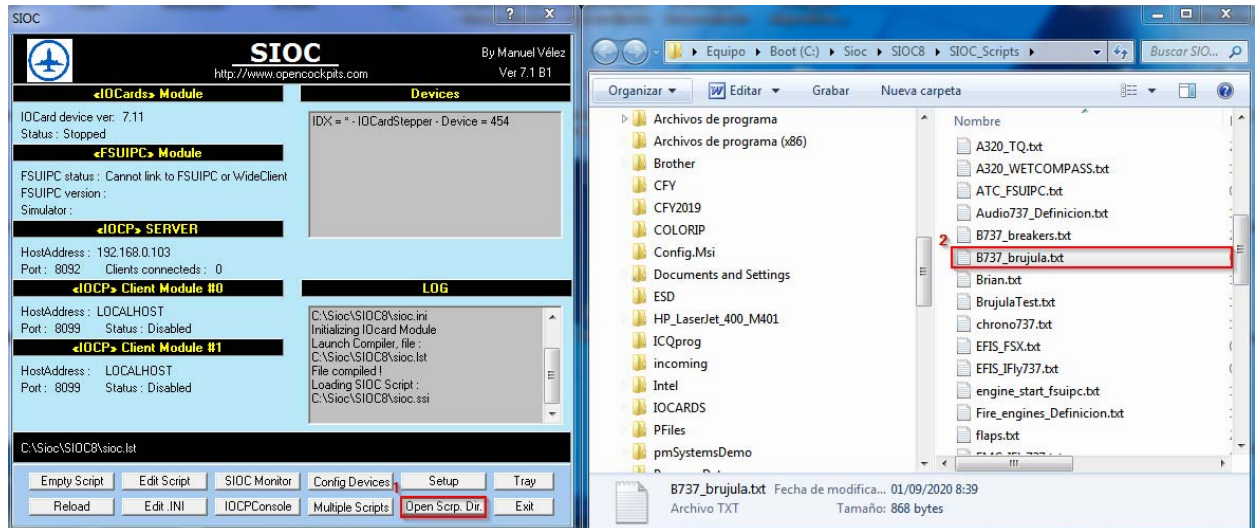 SIOC
SIOC
By Manuel Vélez
http://www.opencockpits.com
Ver 7.1 B1
«IOCards» Module
IOCard device ver: 7.11
Status : Stopped
«FSUIPC» Module
FSUIPC status : Cannot link to FSUIPC or WideClient
FSUIPC version :
Simulator :
«IOCP» SERVER
HostAddress : 192.168.0.103
Port : 8092 Clients connecteds : 0
«IOCP» Client Module #0
HostAddress : LOCALHOST
Port : 8099 Status : Disabled
«IOCP» Client Module #1
HostAddress : LOCALHOST
Port : 8099 Status : Disabled
Devices
IDX = * - IOCardStepper - Device = 454
LOG
C:\Sioc\SIOC8\sioc.ini
Initializing IOcard Module
Launch Compiler, file :
C:\Sioc\SIOC8\sioc.lst
File compiled !
Loading SIOC Script :
C:\Sioc\SIOC8\sioc.ssi
C:\Sioc\SIOC8\sioc.lst
Empty Script Edit Script SIOC Monitor Config Devices 1 Setup Tray
Reload Edit .INI IOCPConsole Multiple Scripts Open Scrp. Dir. Exit
Equipo Boot (C:) Sioc SIOC8 SIOC_Scripts Buscar SIO...
Organizar Editar Grabar Nueva carpeta
Archivos de programa
Archivos de programa (x86)
Brother
CFY
CFY2019
COLORIP
Config.Msi
Documents and Settings
ESD
HP_LaserJet_400_M401
ICQprog
incoming
Intel
IOCARDS
PFiles
pmSystemsDemo
Nombre
A320_TQ.txt
A320_WETCOMPASS.txt
ATC_FSUIPC.txt
Audio737_Definicion.txt
B737_breakers.txt
2 B737_brujula.txt
Brian.txt
BrujulaTest.txt
chrono737.txt
EFIS_FSX.txt
EFIS_IFly737.txt
engine_start_fsuipc.txt
Fire_engines_Definicion.txt
flaps.txt
B737_brujula.txt Fecha de modifica... 01/09/2020 8:39
Archivo TXT Tamaño: 868 bytes